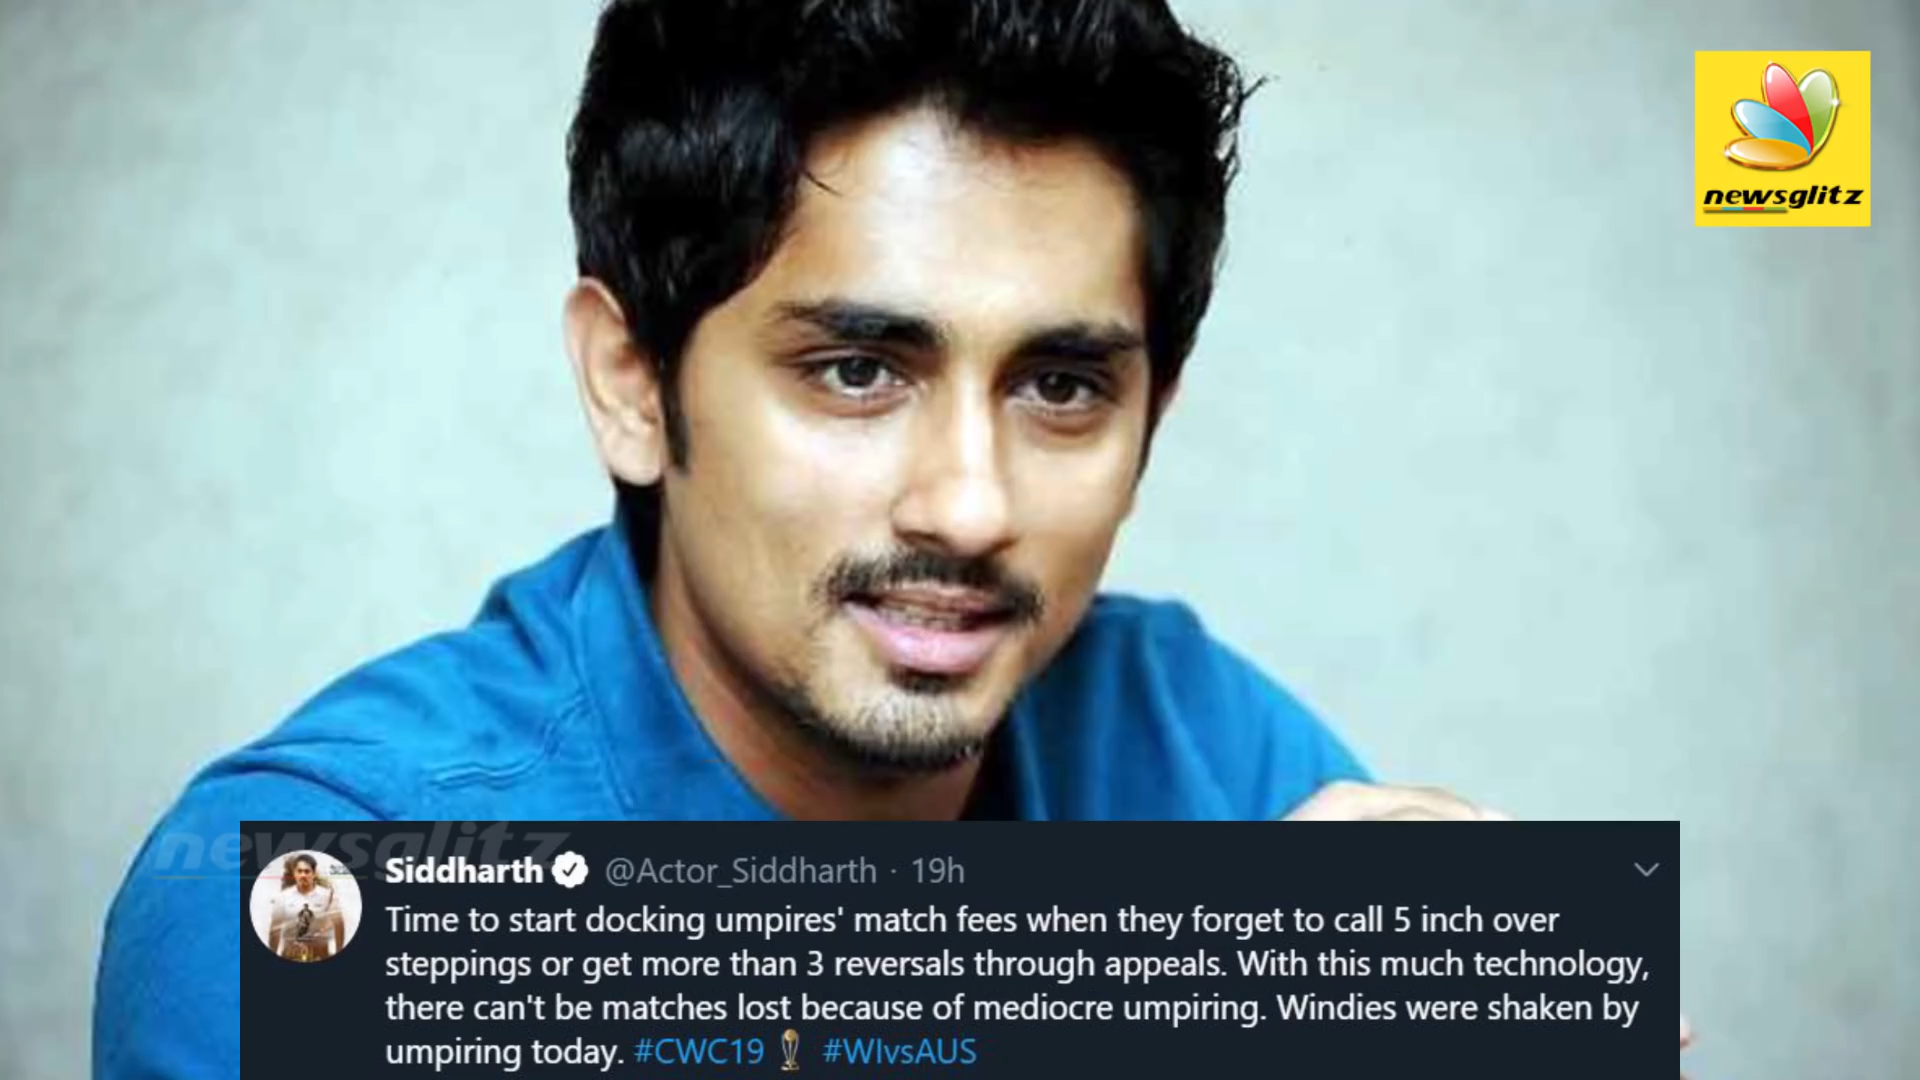 newsglitz
newsglitz
Siddharth @Actor_Siddharth · 19h
Time to start docking umpires' match fees when they forget to call 5 inch over
steppings or get more than 3 reversals through appeals. With this much technology,
there can't be matches lost because of mediocre umpiring. Windies were shaken by
umpiring today. #CWC19 #WIvsAUS